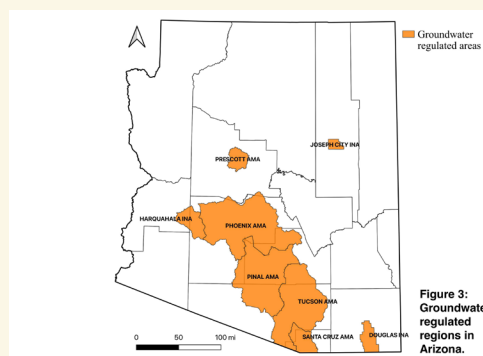 Groundwater
regulated areas
JOSEPH CITY INA
PRESCOTT AMA
HARQUAHALA INA
PHOENIX AMA
PINAL AMA
TUCSON AMA
SANTA CRUZ AMA
DOUGLAS INA
0 50 100 mi
Figure 3:
Groundwate
regulated
regions in
Arizona.